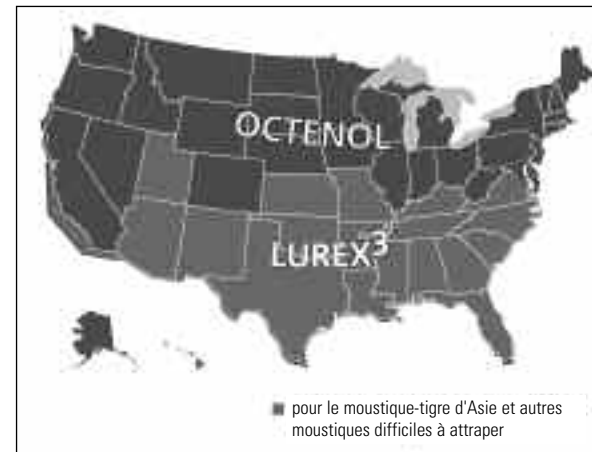 OCTENOL
LUREX³
pour le moustique-tigre d'Asie et autres
moustiques difficiles à attraper